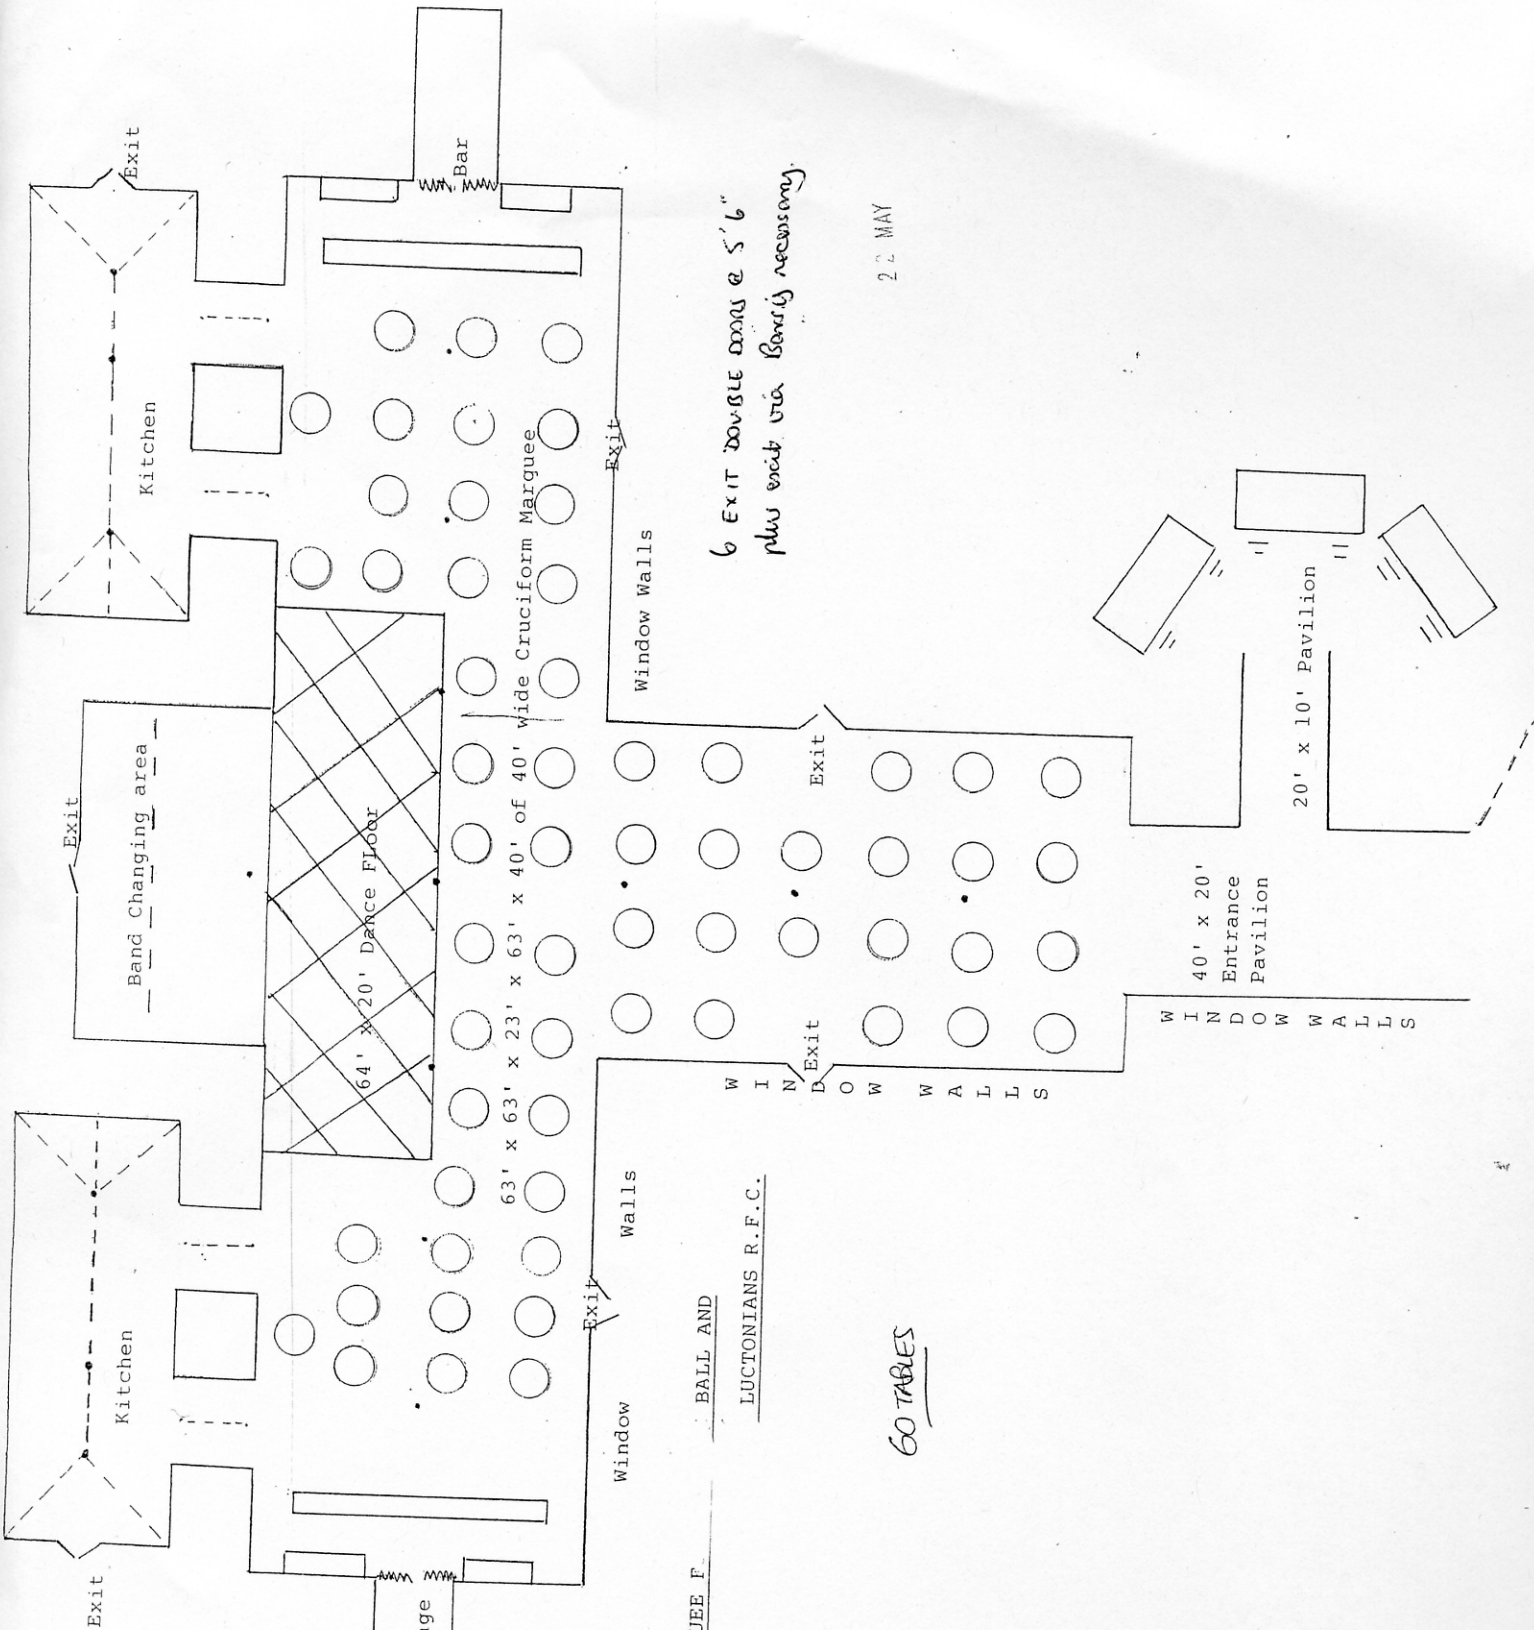 Exit
Bar
Kitchen
Exit
6 EXIT DOUBLE DOORS @ 5'6"
plus exit via Bars if necessary.
22 MAY
Window Walls
Exit
Band Changing area
64' x 20' Dance FLoor
63' x 63' x 23' x 63' x 40' of 40' wide Cruciform Marquee
Exit
Exit
20' x 10' Pavilion
40' x 20'
Entrance
Pavilion
WINDOW WALLS
WINDOW WALLS
Kitchen
Exit
Exit
Window Walls
BALL AND
LUCTONIANS R.F.C.
60 TABLES